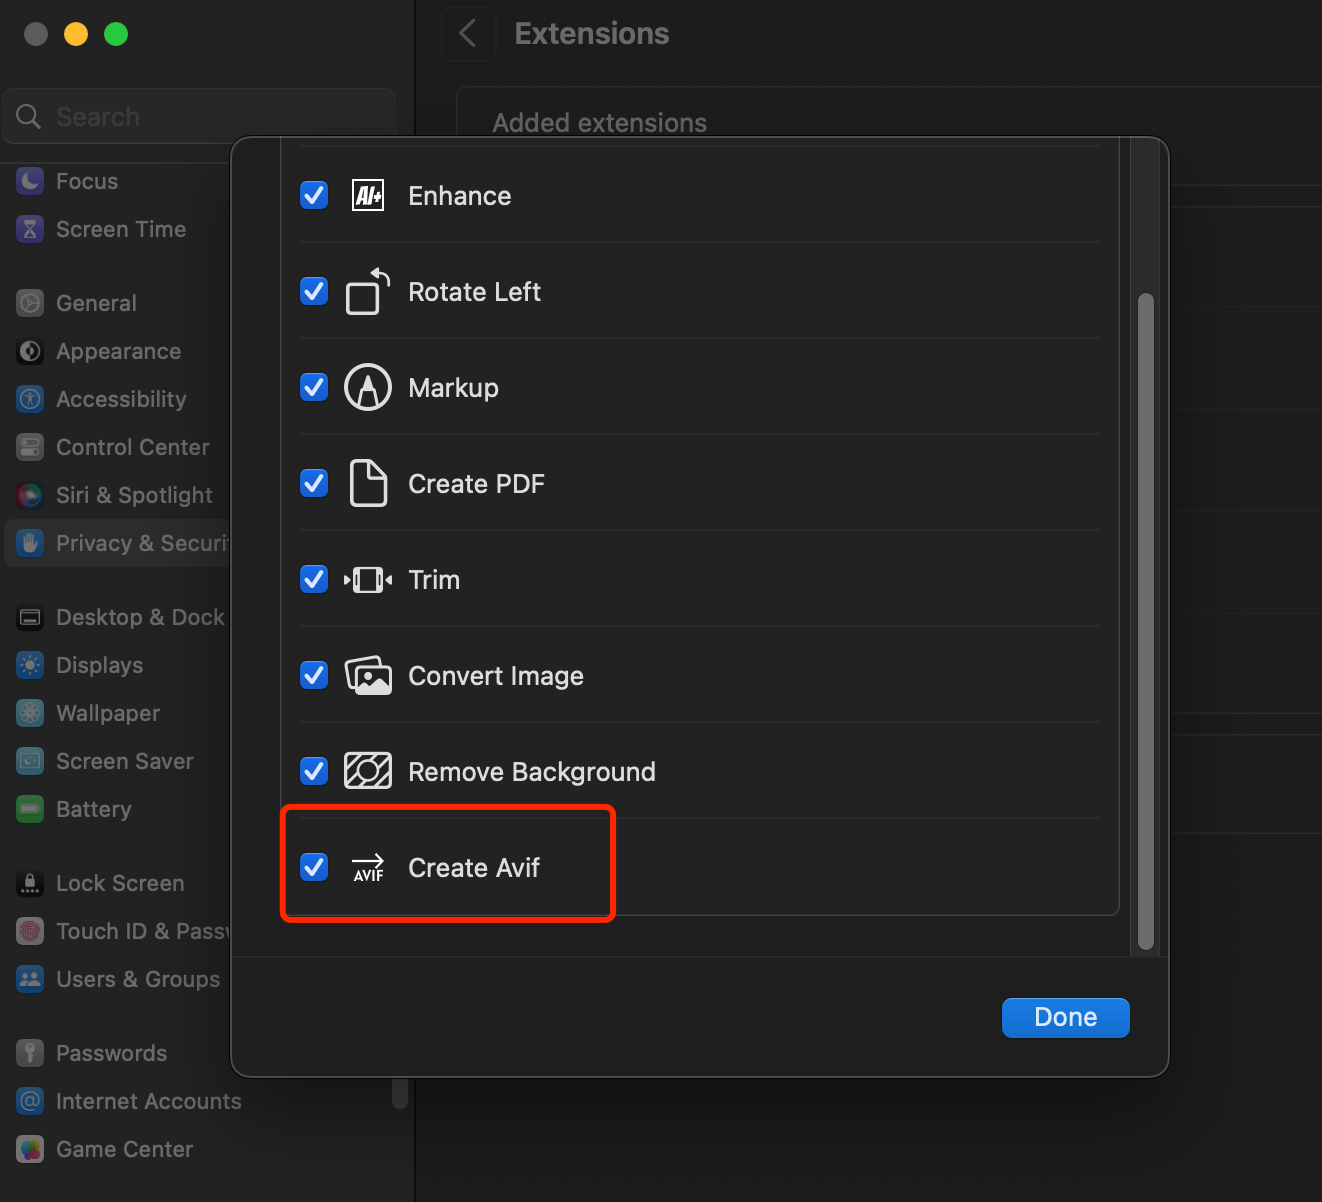 Extensions
Search
Added extensions
Focus
Screen Time
General
Appearance
Accessibility
Control Center
Siri & Spotlight
Privacy & Securi
Desktop & Dock
Displays
Wallpaper
Screen Saver
Battery
Lock Screen
Touch ID & Passw
Users & Groups
Passwords
@ Internet Accounts
Game Center
AI+ Enhance
Rotate Left
Markup
Create PDF
Trim
Convert Image
Remove Background
AVIF Create Avif
Done